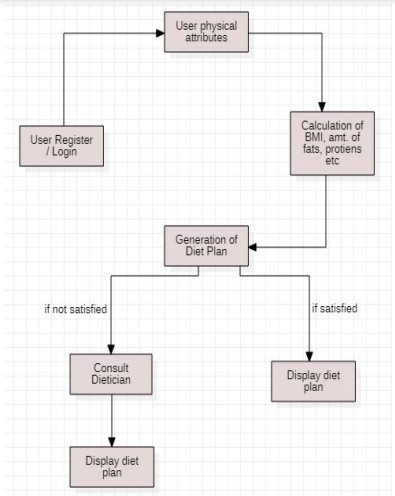 User physical
attributes
User Register
/ Login
Calculation of
BMI, amt. of
fats, protiens
etc
Generation of
Diet Plan
if not satisfied
if satisfied
Consult
Dietician
Display diet
plan
Display diet
plan